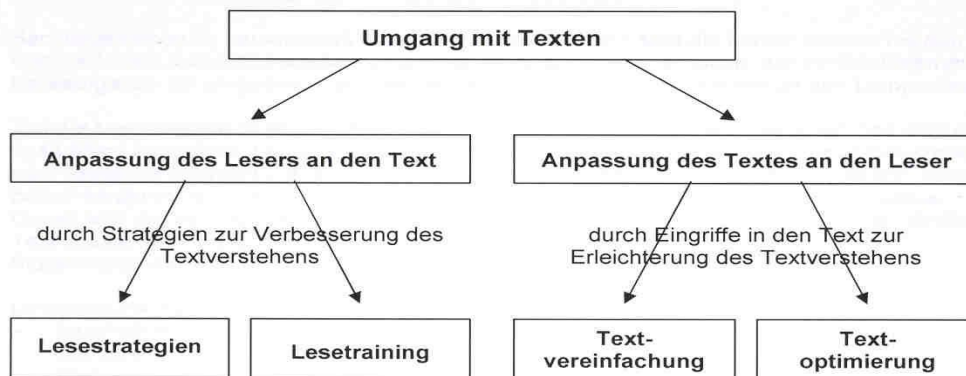 Umgang mit Texten
Anpassung des Lesers an den Text
Anpassung des Textes an den Leser
durch Strategien zur Verbesserung des
Textverstehens
durch Eingriffe in den Text zur
Erleichterung des Textverstehens
Lesestrategien
Lesetraining
Text-
vereinfachung
Text-
optimierung